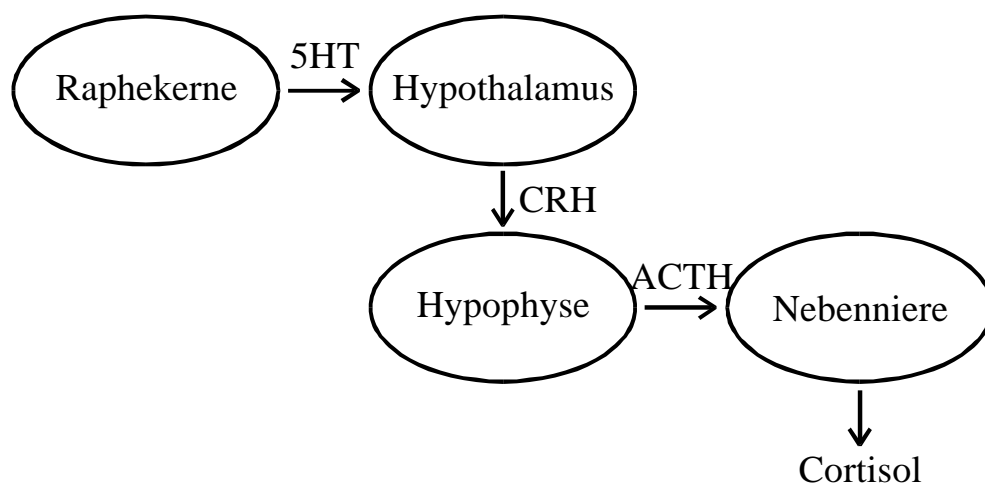 5HT
Raphekerne
Hypothalamus
CRH
ACTH
Hypophyse
Nebenniere
Cortisol